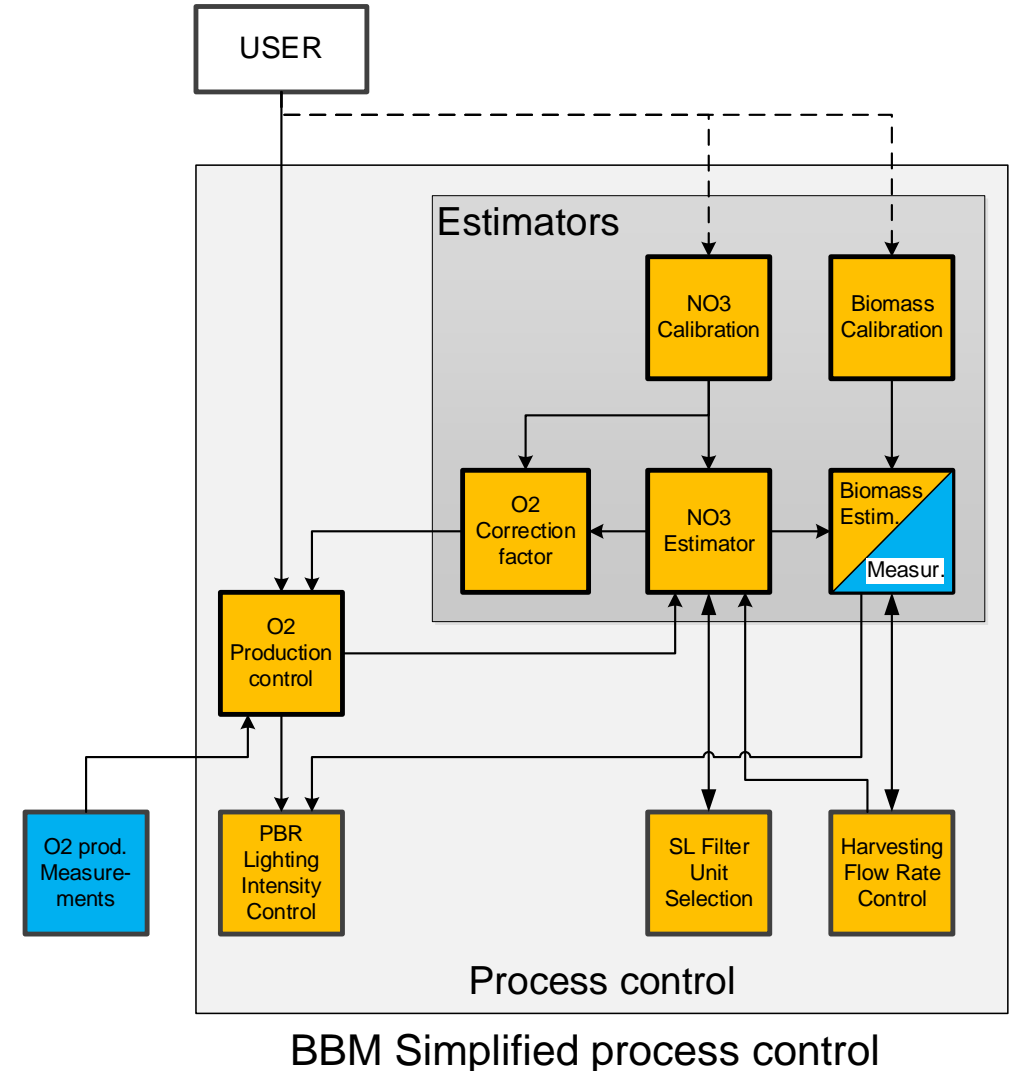 USER
Estimators
NO3
Calibration
Biomass
Calibration
O2
Correction
factor
NO3
Estimator
Biomass
Estim.
Measur.
O2
Production
control
O2 prod.
Measure-
ments
PBR
Lighting
Intensity
Control
SL Filter
Unit
Selection
Harvesting
Flow Rate
Control
Process control
BBM Simplified process control